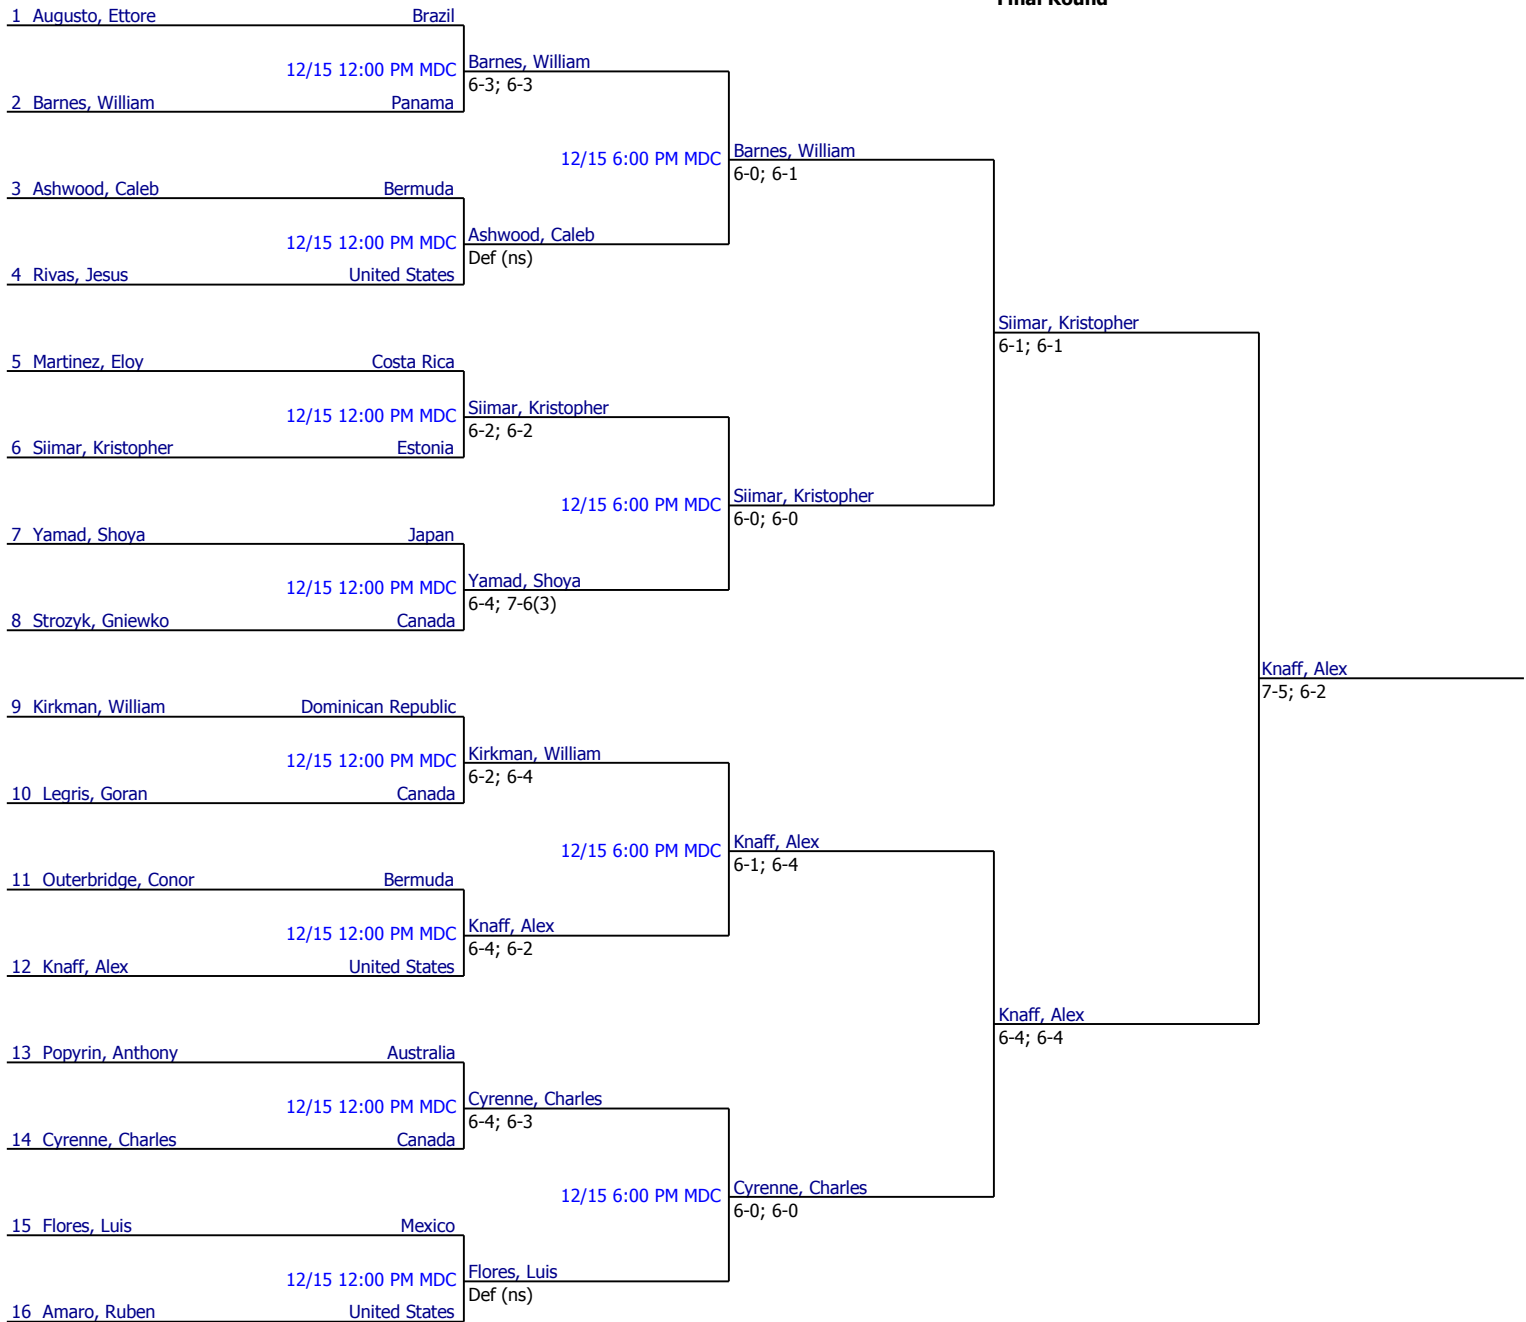 Final Round
1 Augusto, Ettore Brazil
12/15 12:00 PM MDC Barnes, William
6-3; 6-3
2 Barnes, William Panama
12/15 6:00 PM MDC Barnes, William
6-0; 6-1
3 Ashwood, Caleb Bermuda
12/15 12:00 PM MDC Ashwood, Caleb
Def (ns)
4 Rivas, Jesus United States
Siimar, Kristopher
6-1; 6-1
5 Martinez, Eloy Costa Rica
12/15 12:00 PM MDC Siimar, Kristopher
6-2; 6-2
6 Siimar, Kristopher Estonia
12/15 6:00 PM MDC Siimar, Kristopher
6-0; 6-0
7 Yamad, Shoya Japan
12/15 12:00 PM MDC Yamad, Shoya
6-4; 7-6(3)
8 Strozyk, Gniewko Canada
Knaff, Alex
7-5; 6-2
9 Kirkman, William Dominican Republic
12/15 12:00 PM MDC Kirkman, William
6-2; 6-4
10 Legris, Goran Canada
12/15 6:00 PM MDC Knaff, Alex
6-1; 6-4
11 Outerbridge, Conor Bermuda
12/15 12:00 PM MDC Knaff, Alex
6-4; 6-2
12 Knaff, Alex United States
Knaff, Alex
6-4; 6-4
13 Popyrin, Anthony Australia
12/15 12:00 PM MDC Cyrenne, Charles
6-4; 6-3
14 Cyrenne, Charles Canada
12/15 6:00 PM MDC Cyrenne, Charles
6-0; 6-0
15 Flores, Luis Mexico
12/15 12:00 PM MDC Flores, Luis
Def (ns)
16 Amaro, Ruben United States